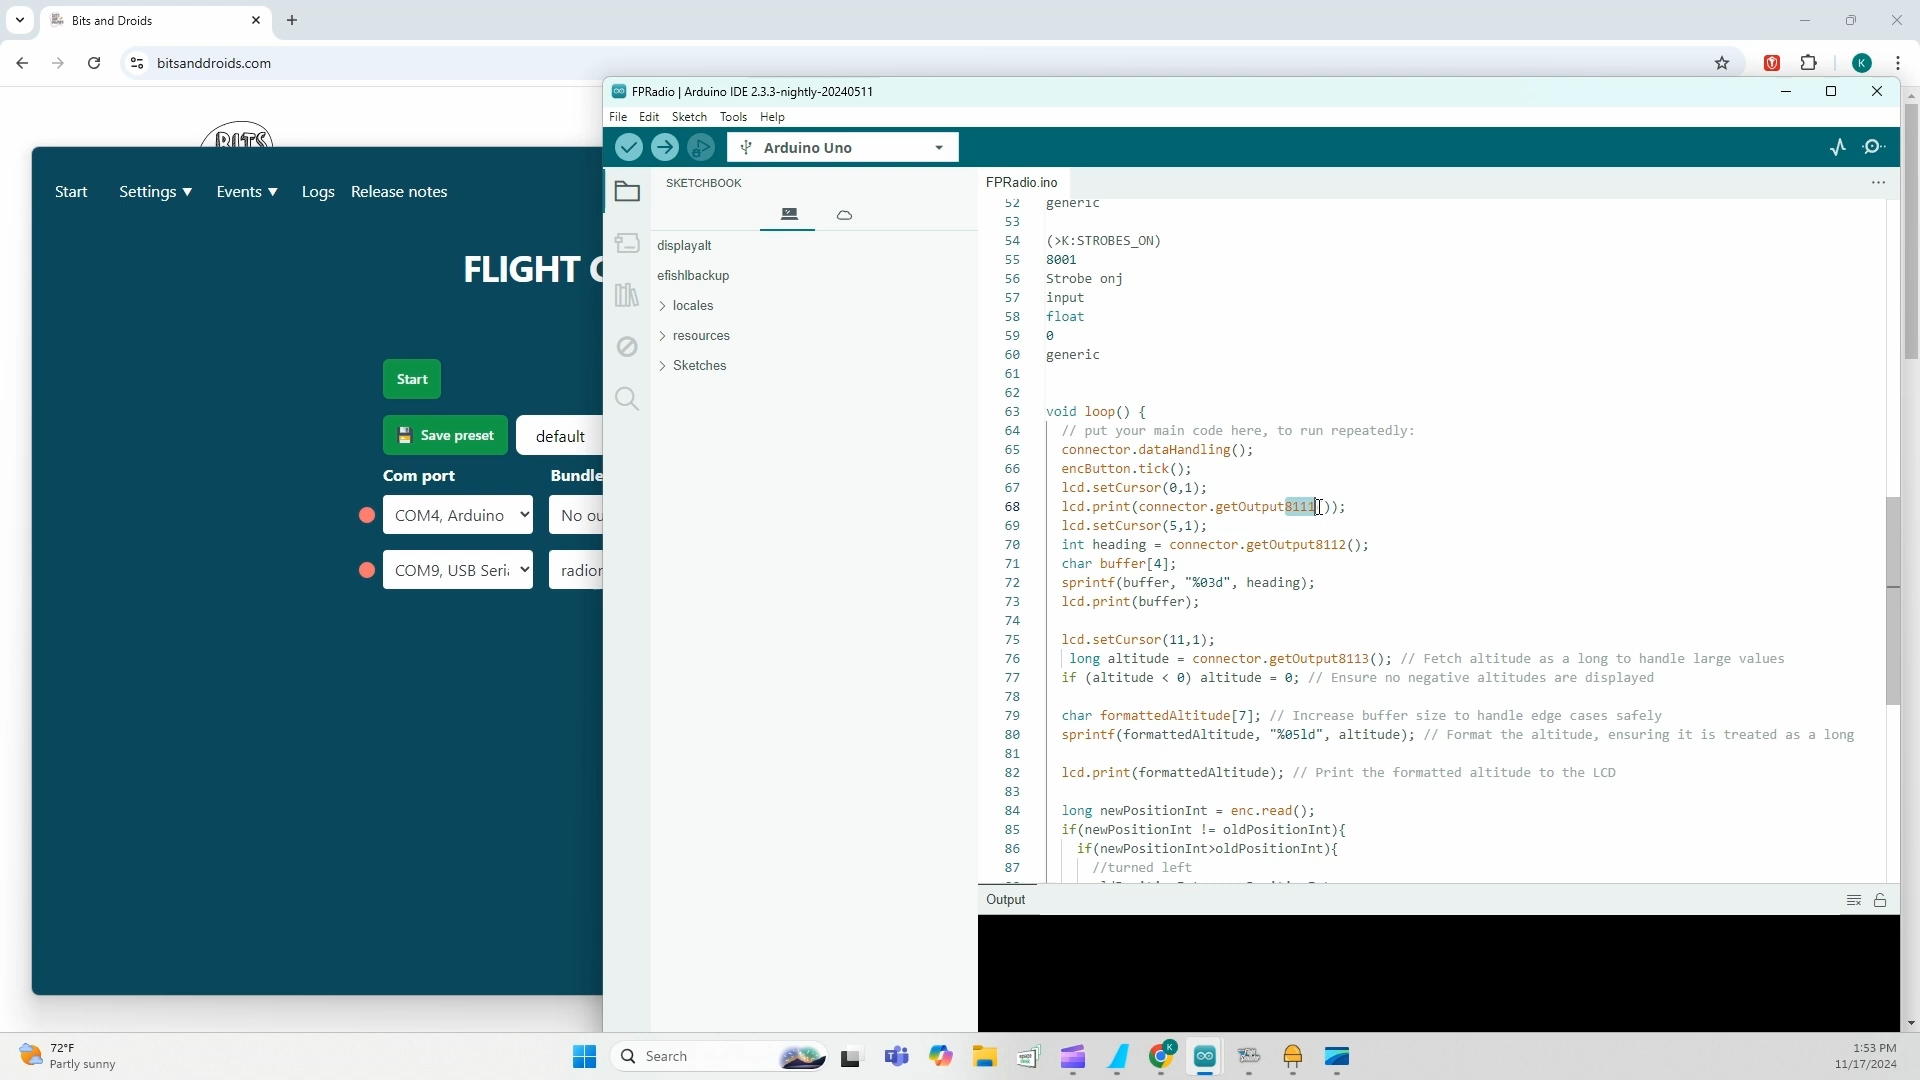 Bits and Droids
bitsanddroids.com
K
BITS
Start
Settings ▼
Events ▼
Logs
Release notes
FLIGHT
Start
Save preset
default
Com port
Bundle
COM4, Arduino
No ou
COM9, USB Seri
radior
FPRadio | Arduino IDE 2.3.3-nightly-20240511
File Edit Sketch Tools Help
Arduino Uno
SKETCHBOOK
displayalt
efishlbackup
locales
resources
Sketches
FPRadio.ino
52 generic
53
54 (>K:STROBES_ON)
55 8001
56 Strobe onj
57 input
58 float
59 0
60 generic
61
62
63 void loop() {
64 // put your main code here, to run repeatedly:
65 connector.dataHandling();
66 encButton.tick();
67 lcd.setCursor(0,1);
68 lcd.print(connector.getOutput8111());
69 lcd.setCursor(5,1);
70 int heading = connector.getOutput8112();
71 char buffer[4];
72 sprintf(buffer, "%03d", heading);
73 lcd.print(buffer);
74
75 lcd.setCursor(11,1);
76 long altitude = connector.getOutput8113(); // Fetch altitude as a long to handle large values
77 if (altitude < 0) altitude = 0; // Ensure no negative altitudes are displayed
78
79 char formattedAltitude[7]; // Increase buffer size to handle edge cases safely
80 sprintf(formattedAltitude, "%05ld", altitude); // Format the altitude, ensuring it is treated as a long
81
82 lcd.print(formattedAltitude); // Print the formatted altitude to the LCD
83
84 long newPositionInt = enc.read();
85 if(newPositionInt != oldPositionInt){
86 if(newPositionInt>oldPositionInt){
87 //turned left
Output
72°F
Partly sunny
Search
1:53 PM
11/17/2024